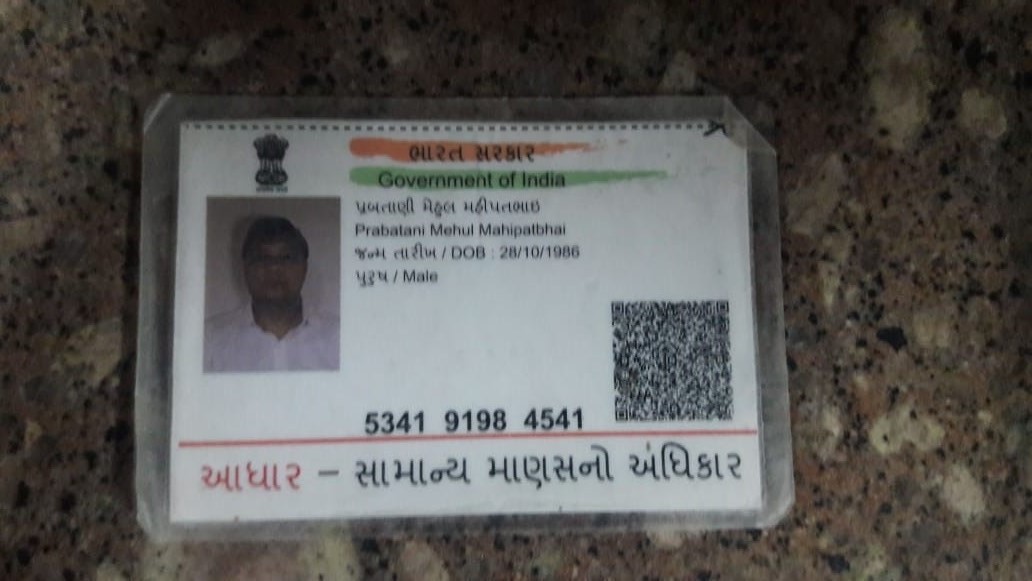 ભારત સરકાર
Government of India
પ્રબતાણી મેહુલ મહીપતભાઇ
Prabatani Mehul Mahipatbhai
જન્મ તારીખ / DOB : 28/10/1986
પુરુષ / Male
5341 9198 4541
આધાર – સામાન્ય માણસનો અધિકાર